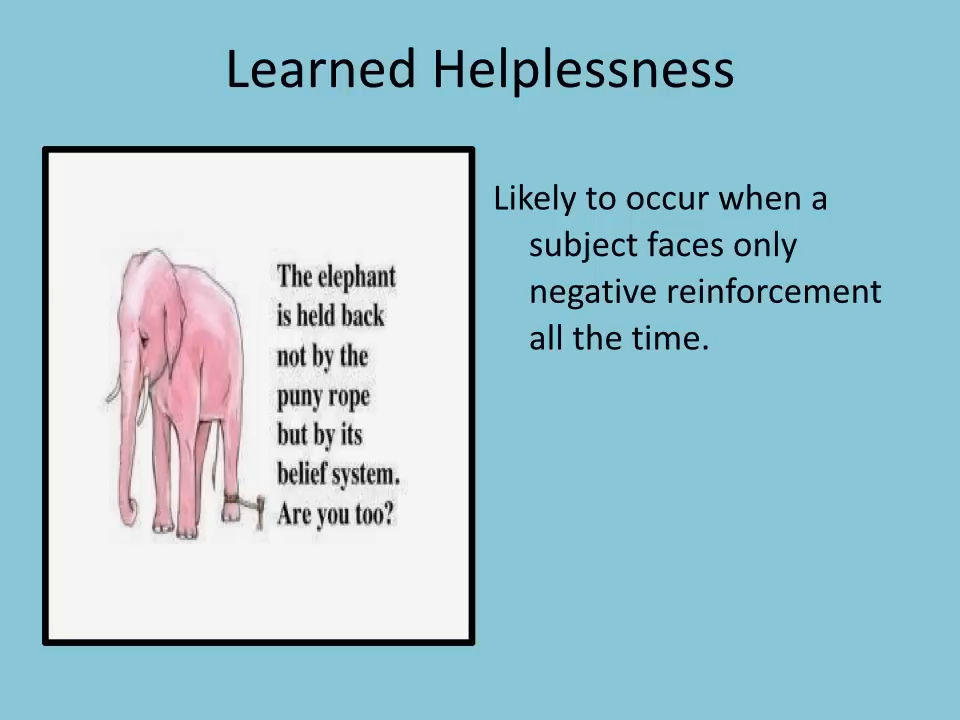 Learned Helplessness
The elephant
is held back
not by the
puny rope
but by its
belief system.
Are you too?
Likely to occur when a
subject faces only
negative reinforcement
all the time.